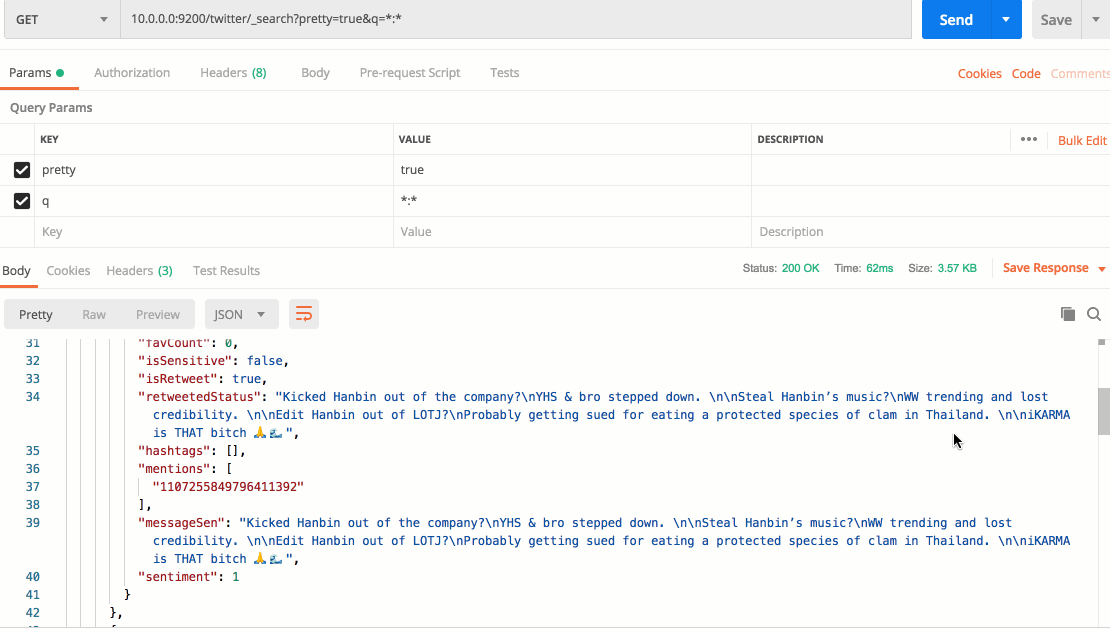 GET 10.0.0.0:9200/twitter/_search?pretty=true&q=*:* Send Save
Params Authorization Headers (8) Body Pre-request Script Tests Cookies Code Comments
Query Params
KEY VALUE DESCRIPTION ••• Bulk Edit
pretty true
q *:*
Key Value Description
Body Cookies Headers (3) Test Results Status: 200 OK Time: 62ms Size: 3.57 KB Save Response
Pretty Raw Preview JSON
31 "favCount": 0,
32 "isSensitive": false,
33 "isRetweet": true,
34 "retweetedStatus": "Kicked Hanbin out of the company?\nYHS & bro stepped down. \n\nSteal Hanbin’s music?\nWW trending and lost
credibility. \n\nEdit Hanbin out of LOTJ?\nProbably getting sued for eating a protected species of clam in Thailand. \n\niKARMA
is THAT bitch 🙏🌊",
35 "hashtags": [],
36 "mentions": [
37 "1107255849796411392"
38 ],
39 "messageSen": "Kicked Hanbin out of the company?\nYHS & bro stepped down. \n\nSteal Hanbin’s music?\nWW trending and lost
credibility. \n\nEdit Hanbin out of LOTJ?\nProbably getting sued for eating a protected species of clam in Thailand. \n\niKARMA
is THAT bitch 🙏🌊",
40 "sentiment": 1
41 }
42 },